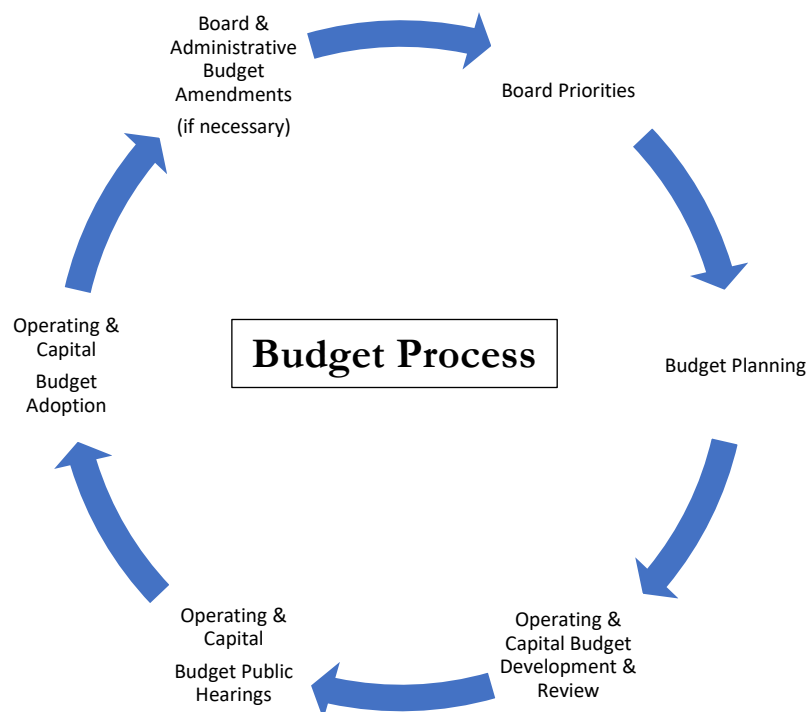 Board &
Administrative
Budget
Amendments
(if necessary)
Board Priorities
Budget Planning
Operating &
Capital Budget
Development &
Review
Operating &
Capital
Budget Public
Hearings
Operating &
Capital
Budget
Adoption
Budget Process